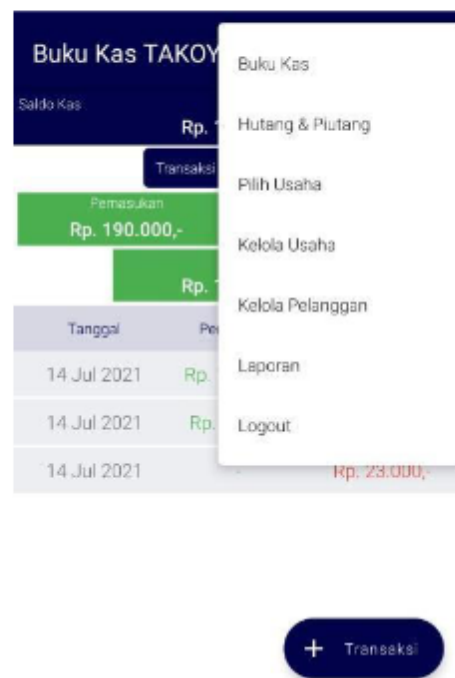 Buku Kas TAKOY
Saldo Kas
Rp.
Transaksi
Pemasukan
Rp. 190.000,-
Rp.
Tanggal
14 Jul 2021 Rp.
14 Jul 2021 Rp.
14 Jul 2021 - Rp. 23.000,-
Buku Kas
Hutang & Piutang
Pilih Usaha
Kelola Usaha
Kelola Pelanggan
Laporan
Logout
+ Transaksi